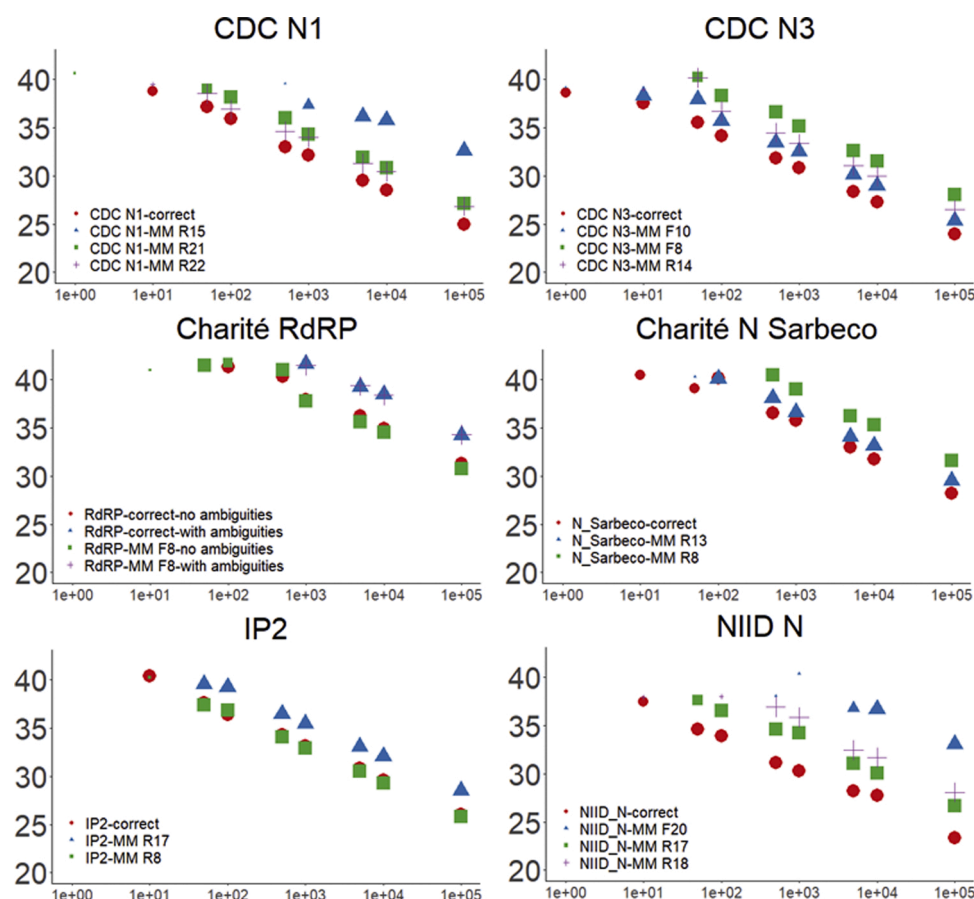 CDC N1
40
35
30
25
20
CDC N1-correct
CDC N1-MM R15
CDC N1-MM R21
CDC N1-MM R22
1e+00 1e+01 1e+02 1e+03 1e+04 1e+05
CDC N3
40
35
30
25
20
CDC N3-correct
CDC N3-MM F10
CDC N3-MM F8
CDC N3-MM R14
1e+00 1e+01 1e+02 1e+03 1e+04 1e+05
Charité RdRP
40
35
30
25
20
RdRP-correct-no ambiguities
RdRP-correct-with ambiguities
RdRP-MM F8-no ambiguities
RdRP-MM F8-with ambiguities
1e+00 1e+01 1e+02 1e+03 1e+04 1e+05
Charité N Sarbeco
40
35
30
25
20
N_Sarbeco-correct
N_Sarbeco-MM R13
N_Sarbeco-MM R8
1e+00 1e+01 1e+02 1e+03 1e+04 1e+05
IP2
40
35
30
25
20
IP2-correct
IP2-MM R17
IP2-MM R8
1e+00 1e+01 1e+02 1e+03 1e+04 1e+05
NIID N
40
35
30
25
20
NIID_N-correct
NIID_N-MM F20
NIID_N-MM R17
NIID_N-MM R18
1e+00 1e+01 1e+02 1e+03 1e+04 1e+05